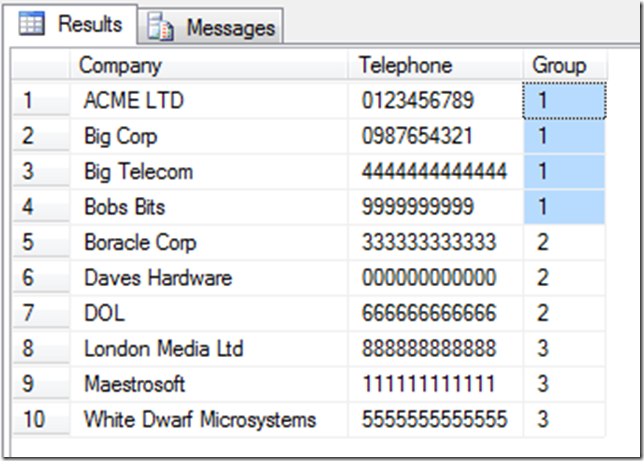 Results Messages
Company Telephone Group
1 ACME LTD 0123456789 1
2 Big Corp 0987654321 1
3 Big Telecom 4444444444444 1
4 Bobs Bits 9999999999 1
5 Boracle Corp 333333333333 2
6 Daves Hardware 000000000000 2
7 DOL 666666666666 2
8 London Media Ltd 888888888888 3
9 Maestrosoft 111111111111 3
10 White Dwarf Microsystems 5555555555555 3